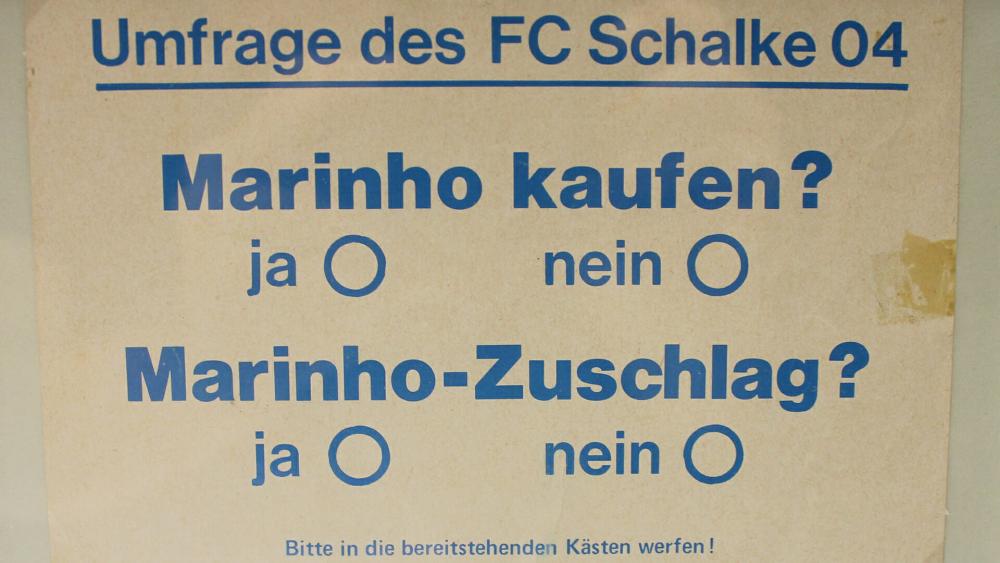 Umfrage des FC Schalke 04
Marinho kaufen?
ja nein
Marinho-Zuschlag?
ja nein
Bitte in die bereitstehenden Kästen werfen!